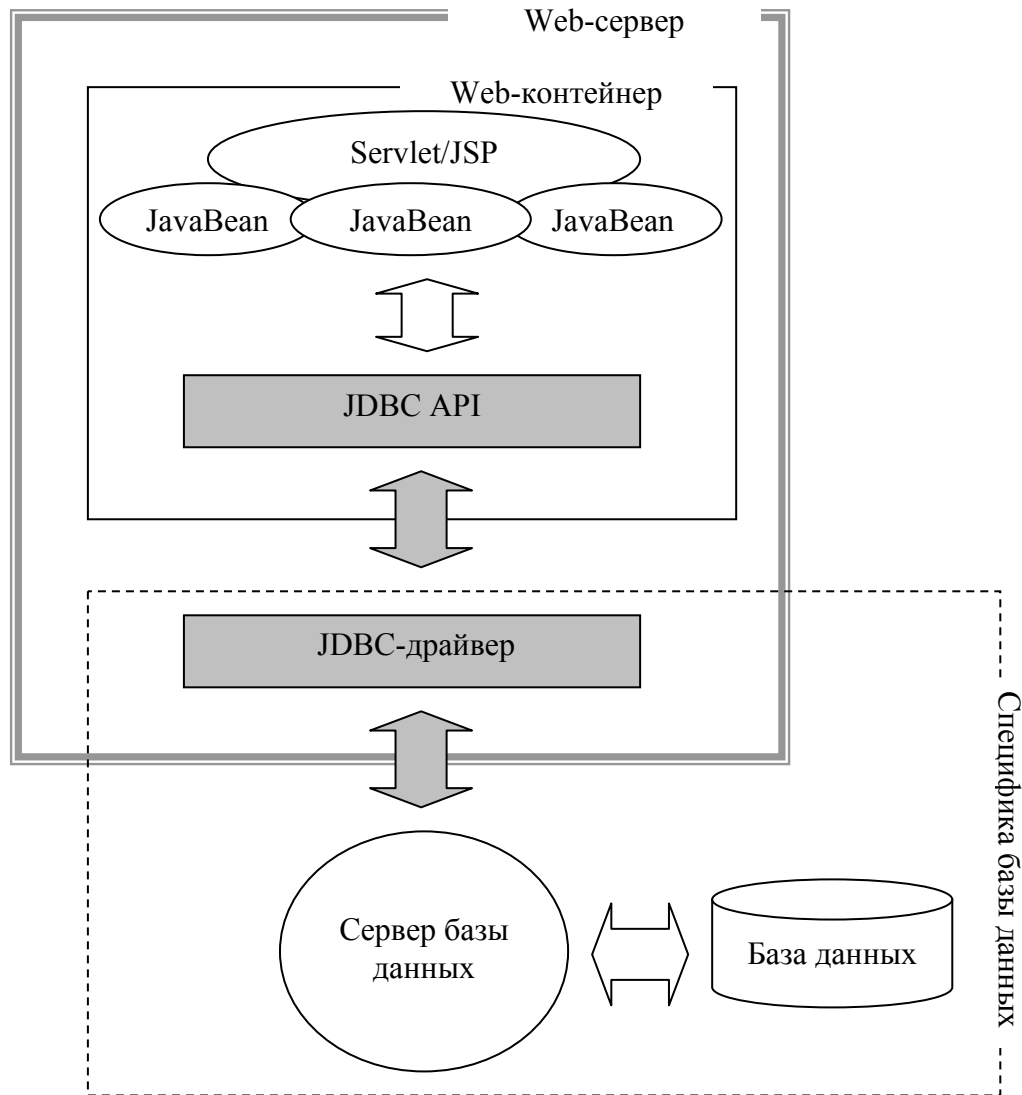 Web-сервер
Web-контейнер
Servlet/JSP
JavaBean
JavaBean
JavaBean
JDBC API
JDBC-драйвер
Специфика базы данных
Сервер базы
данных
База данных